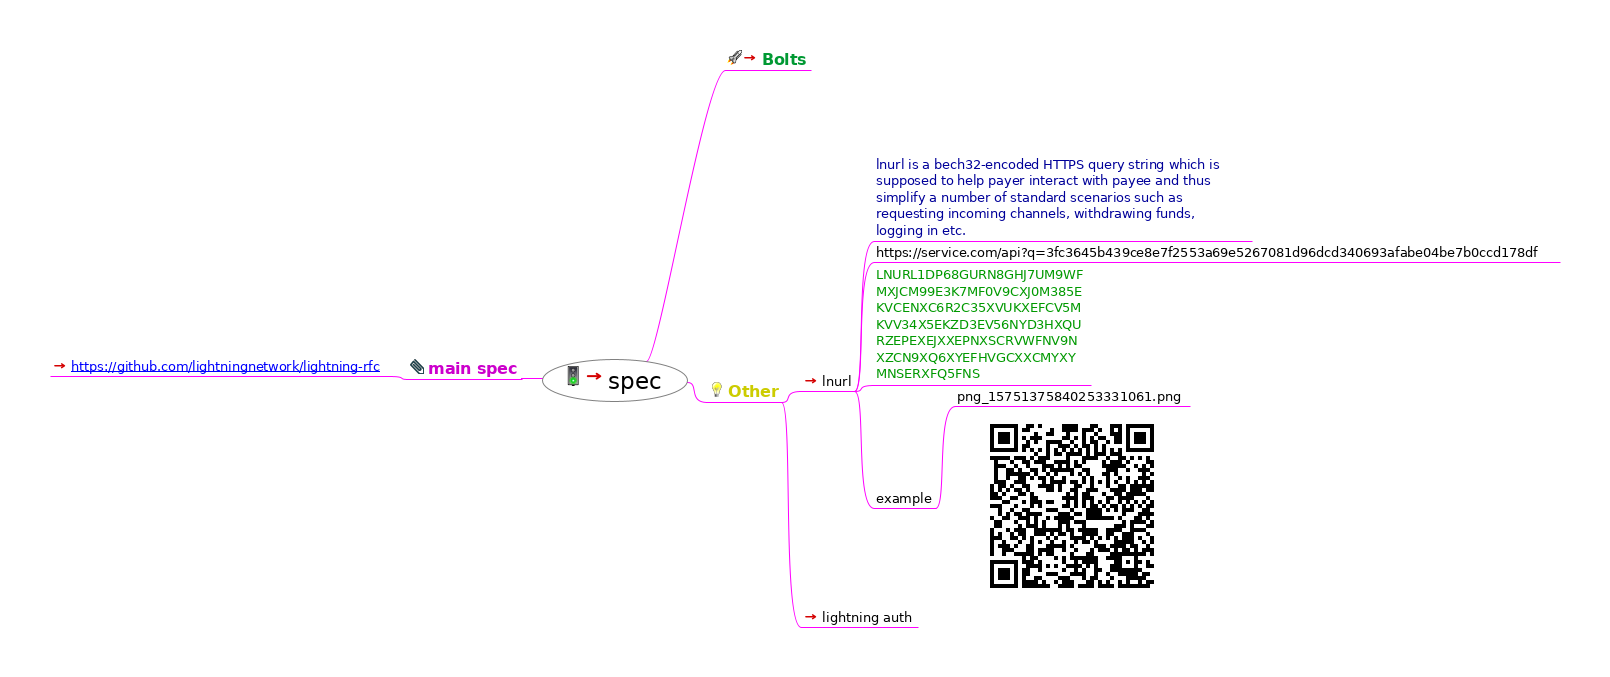 Bolts
lnurl is a bech32-encoded HTTPS query string which is
supposed to help payer interact with payee and thus
simplify a number of standard scenarios such as
requesting incoming channels, withdrawing funds,
logging in etc.
https://service.com/api?q=3fc3645b439ce8e7f2553a69e5267081d96dcd340693afabe04be7b0ccd178df
LNURL1DP68GURN8GHJ7UM9WF
MXJCM99E3K7MF0V9CXJ0M385E
KVCENXC6R2C35XVUKXEFCV5M
KVV34X5EKZD3EV56NYD3HXQU
RZEPEXEJXXEPNXSCRVWFNV9N
XZCN9XQ6XYEFHVGCXXCMYXY
MNSERXFQ5FNS
https://github.com/lightningnetwork/lightning-rfc
main spec
spec
Other
lnurl
png_15751375840253331061.png
example
lightning auth